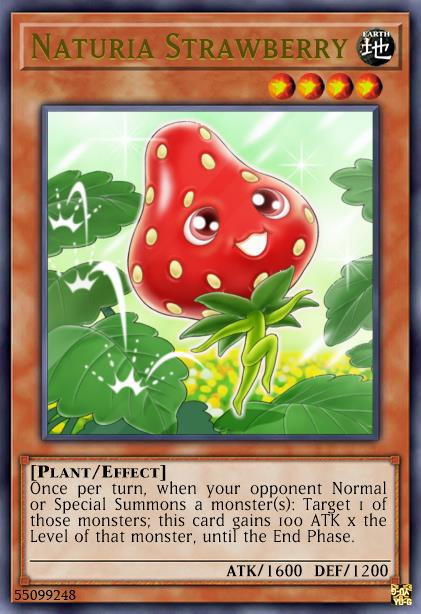 NATURIA STRAWBERRY
EARTH
地
[PLANT/EFFECT]
Once per turn, when your opponent Normal
or Special Summons a monster(s): Target 1 of
those monsters; this card gains 100 ATK x the
Level of that monster, until the End Phase.
ATK/1600 DEF/1200
55099248